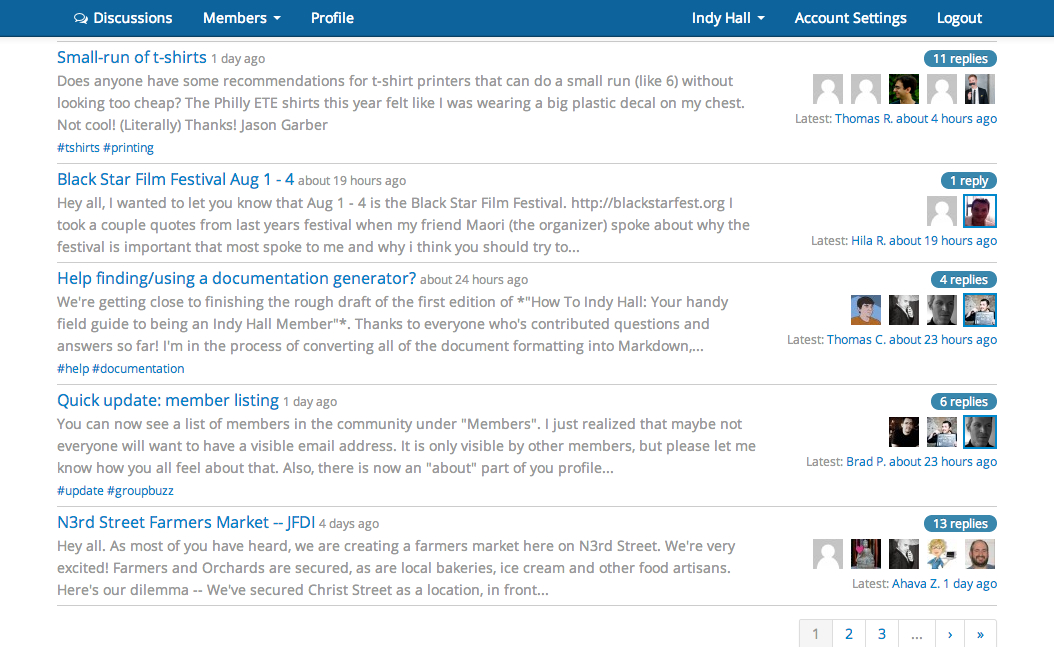 Discussions Members Profile Indy Hall Account Settings Logout
Small-run of t-shirts 1 day ago 11 replies
Does anyone have some recommendations for t-shirt printers that can do a small run (like 6) without
looking too cheap? The Philly ETE shirts this year felt like I was wearing a big plastic decal on my chest.
Not cool! (Literally) Thanks! Jason Garber
Latest: Thomas R. about 4 hours ago
#tshirts #printing
Black Star Film Festival Aug 1 - 4 about 19 hours ago 1 reply
Hey all, I wanted to let you know that Aug 1 - 4 is the Black Star Film Festival. http://blackstarfest.org I
took a couple quotes from last years festival when my friend Maori (the organizer) spoke about why the
festival is important that most spoke to me and why i think you should try to...
Latest: Hila R. about 19 hours ago
Help finding/using a documentation generator? about 24 hours ago 4 replies
We're getting close to finishing the rough draft of the first edition of *"How To Indy Hall: Your handy
field guide to being an Indy Hall Member"*. Thanks to everyone who's contributed questions and
answers so far! I'm in the process of converting all of the document formatting into Markdown,...
Latest: Thomas C. about 23 hours ago
#help #documentation
Quick update: member listing 1 day ago 6 replies
You can now see a list of members in the community under "Members". I just realized that maybe not
everyone will want to have a visible email address. It is only visible by other members, but please let me
know how you all feel about that. Also, there is now an "about" part of you profile...
Latest: Brad P. about 23 hours ago
#update #groupbuzz
N3rd Street Farmers Market -- JFDI 4 days ago 13 replies
Hey all. As most of you have heard, we are creating a farmers market here on N3rd Street. We're very
excited! Farmers and Orchards are secured, as are local bakeries, ice cream and other food artisans.
Here's our dilemma -- We've secured Christ Street as a location, in front...
Latest: Ahava Z. 1 day ago
1 2 3 ... › »